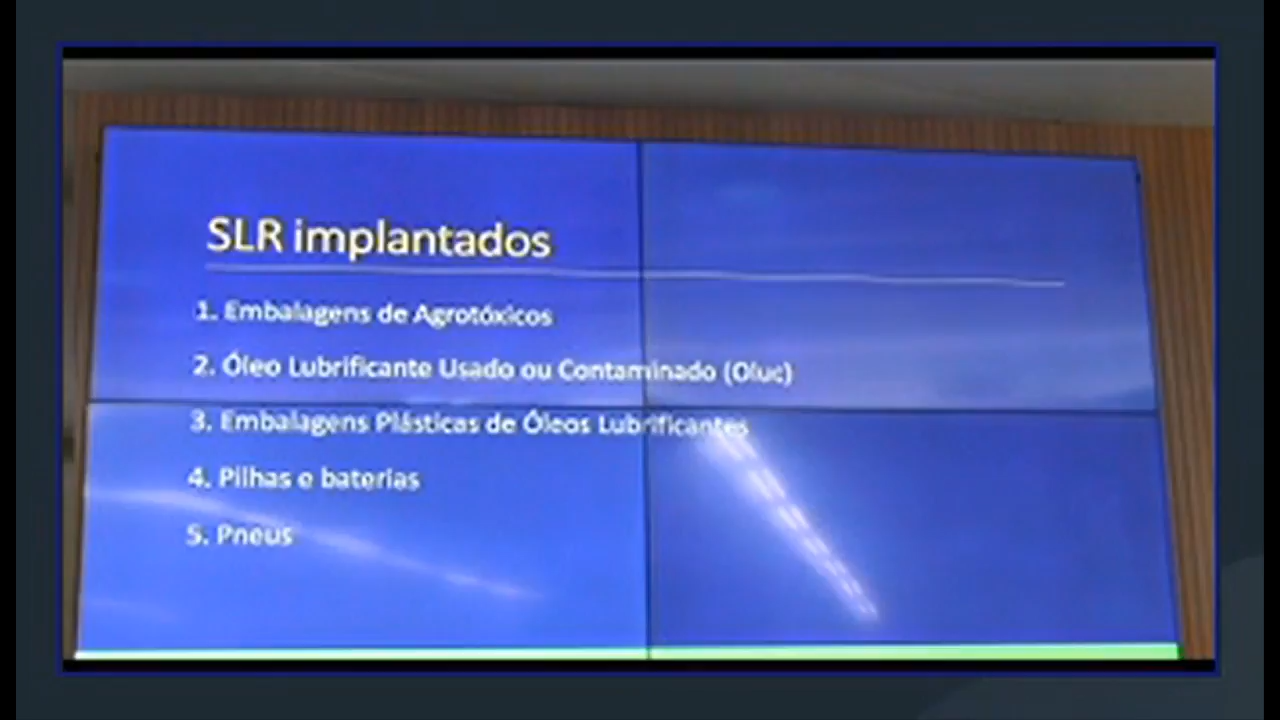 SLR implantados
1. Embalagens de Agrotóxicos
2. Óleo Lubrificante Usado ou Contaminado (Oluc)
3. Embalagens Plásticas de Óleos Lubrificantes
4. Pilhas e baterias
5. Pneus